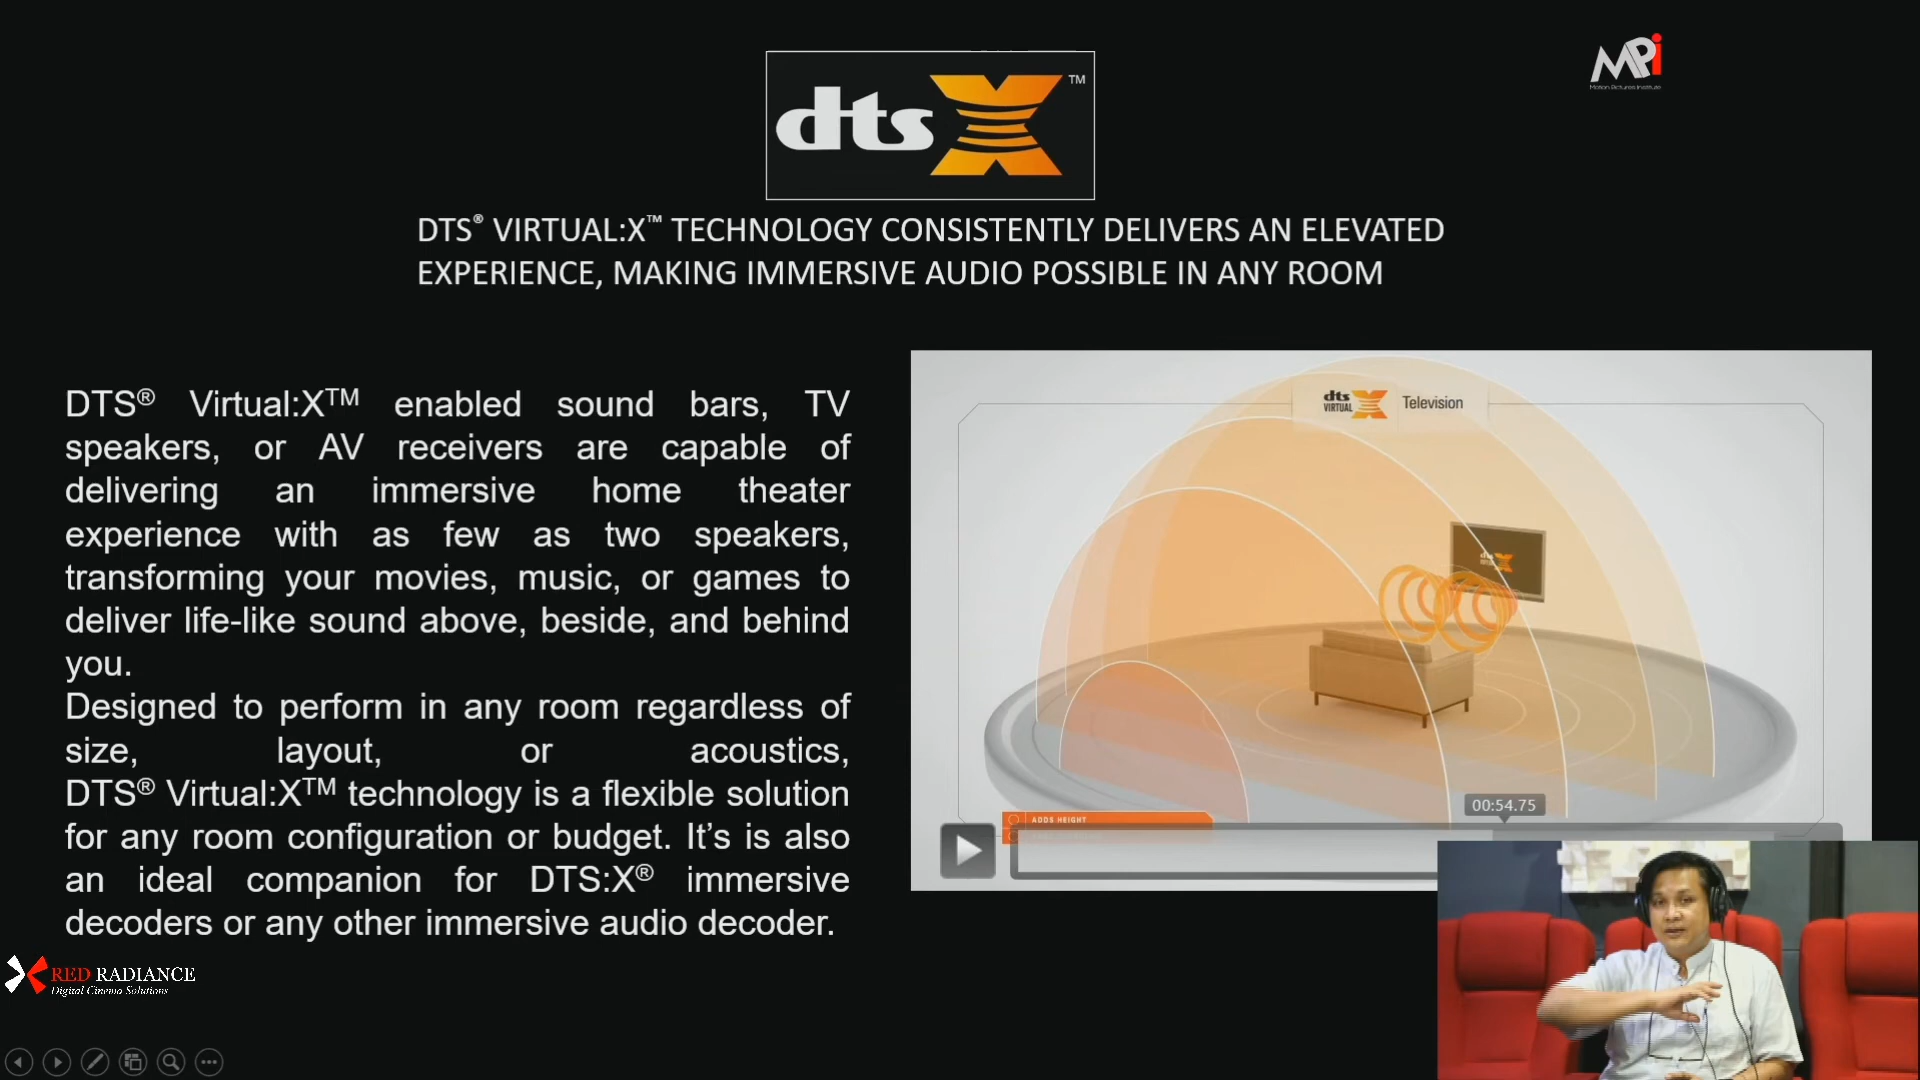 dts X™
MPi
Motion Pictures Institute
DTS® VIRTUAL:X™ TECHNOLOGY CONSISTENTLY DELIVERS AN ELEVATED
EXPERIENCE, MAKING IMMERSIVE AUDIO POSSIBLE IN ANY ROOM
DTS® Virtual:X™ enabled sound bars, TV
speakers, or AV receivers are capable of
delivering an immersive home theater
experience with as few as two speakers,
transforming your movies, music, or games to
deliver life-like sound above, beside, and behind
you.
Designed to perform in any room regardless of
size, layout, or acoustics,
DTS® Virtual:X™ technology is a flexible solution
for any room configuration or budget. It’s is also
an ideal companion for DTS:X® immersive
decoders or any other immersive audio decoder.
dts VIRTUAL X Television
00:54.75
ADDS HEIGHT
RED RADIANCE
Digital Cinema Solutions